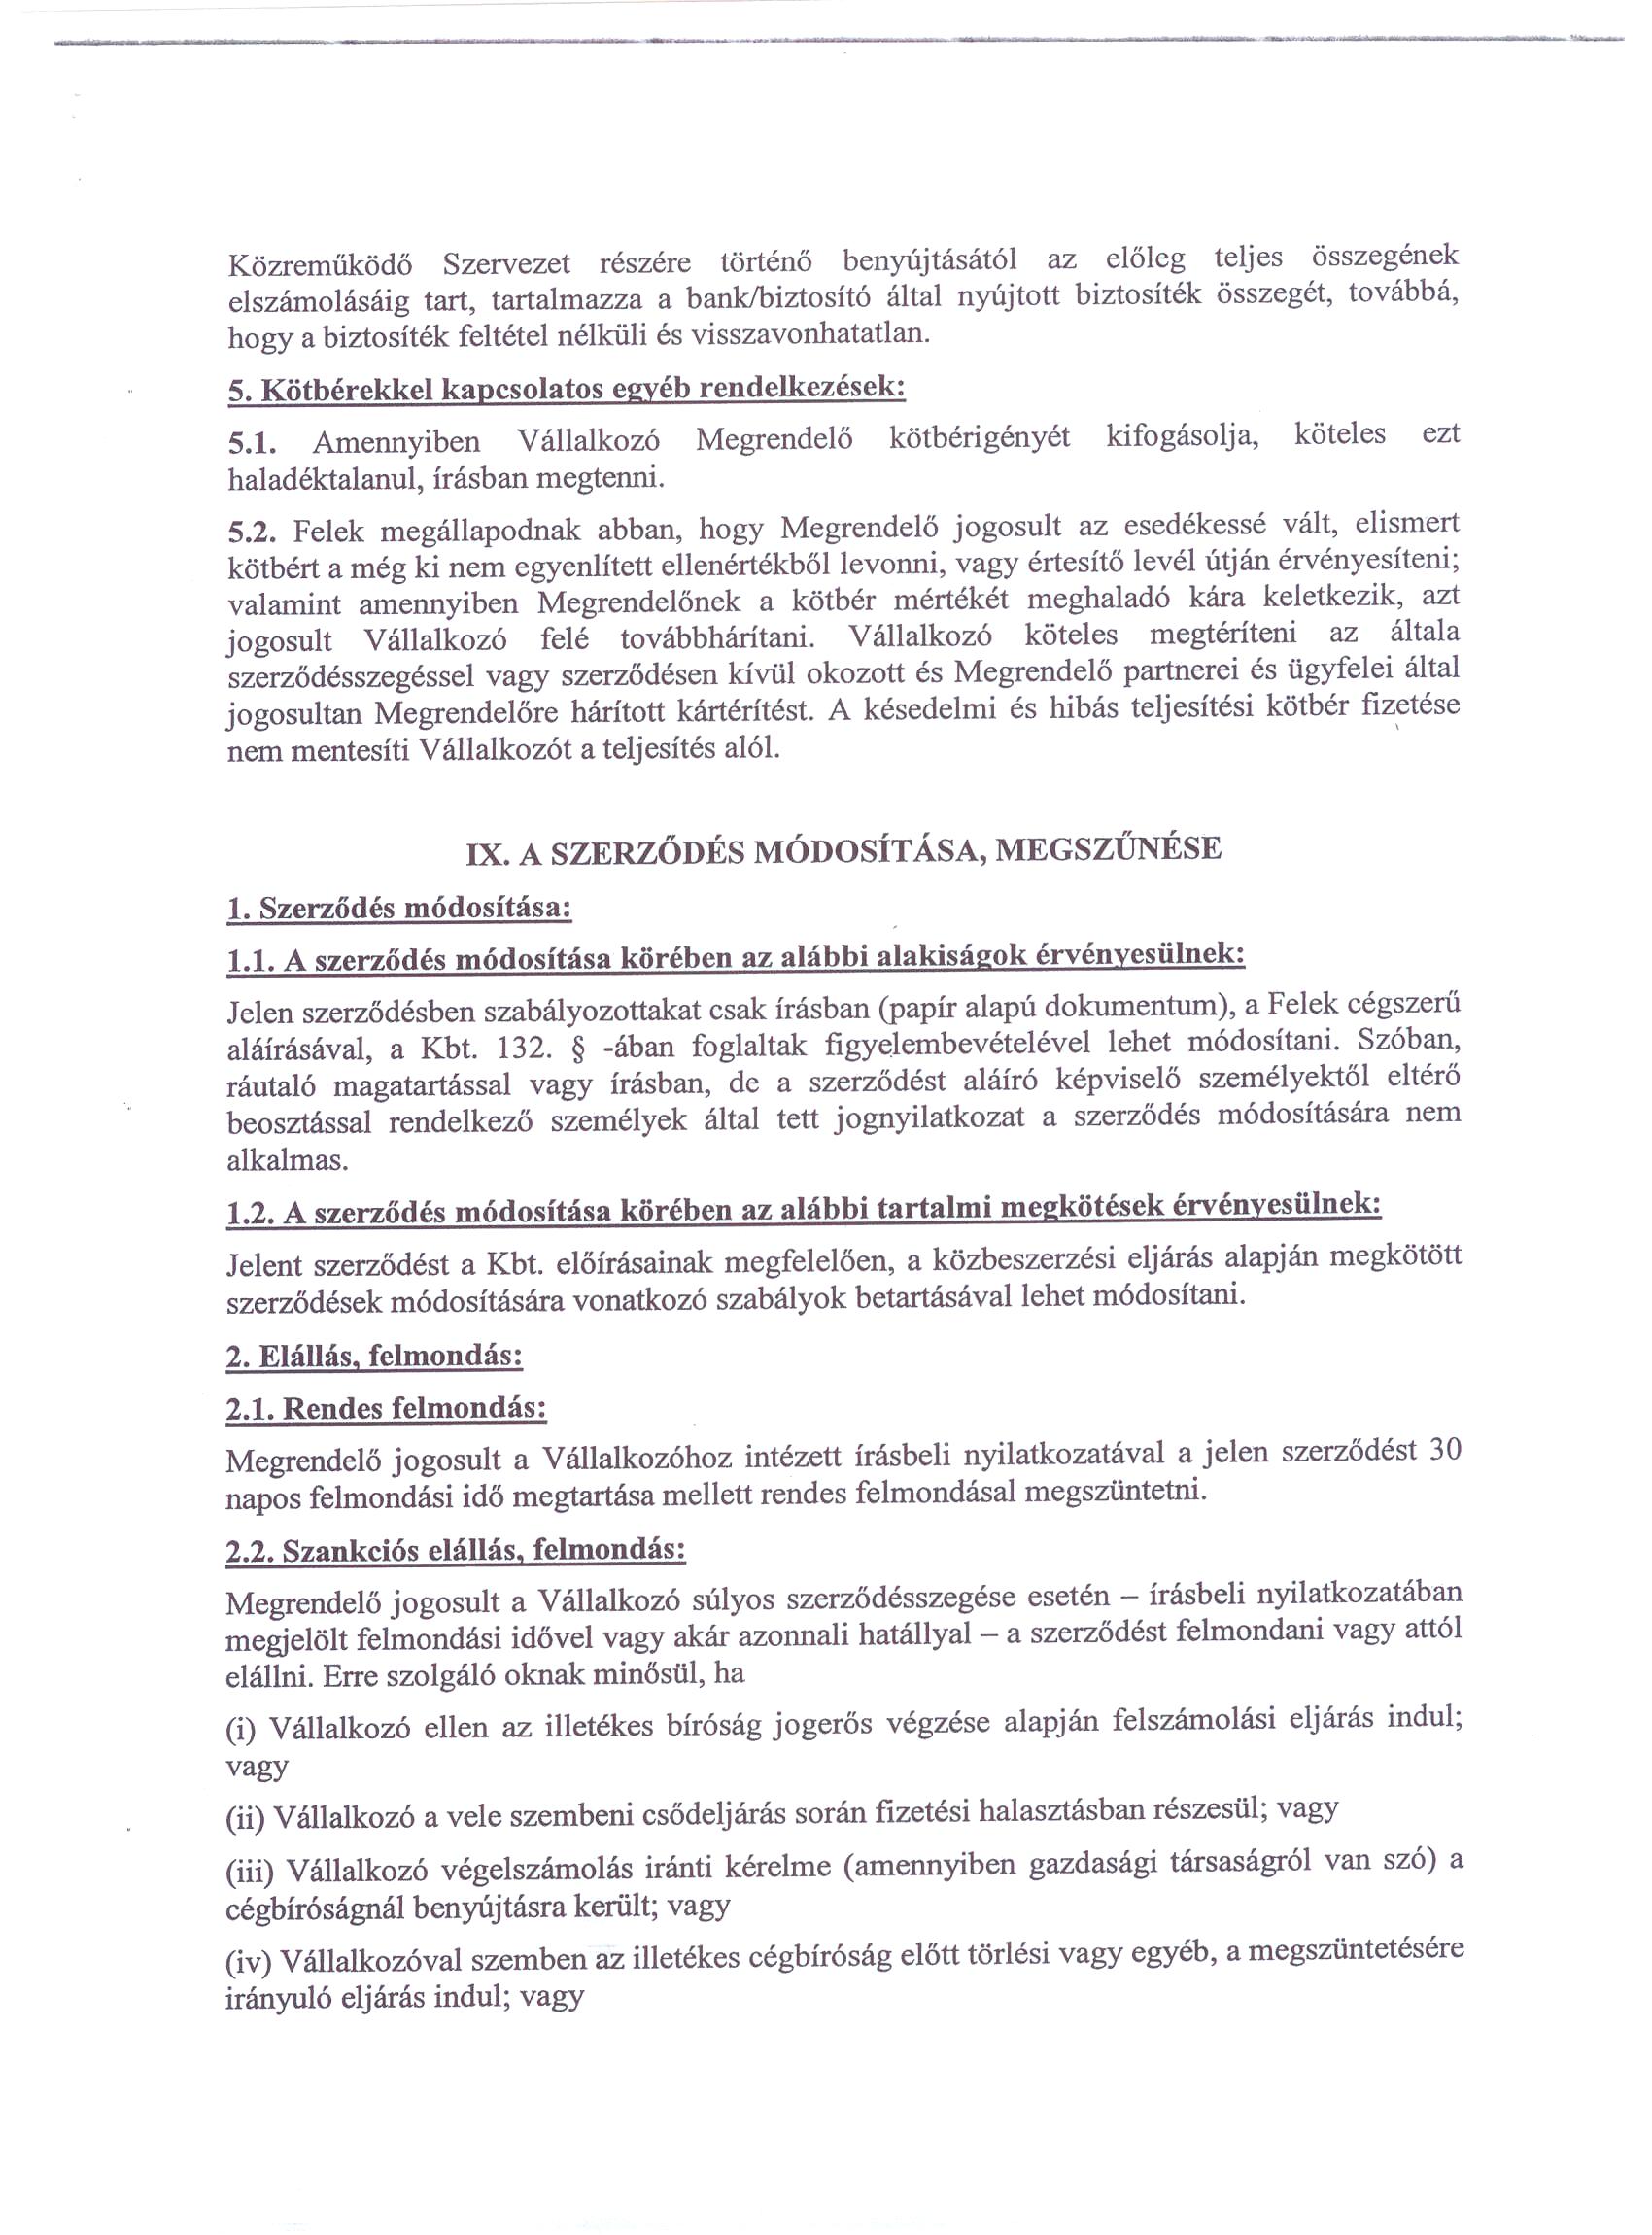 Közreműködő Szervezet részére történő benyújtásától az előleg teljes összegének
elszámolásáig tart, tartalmazza a bank/biztosító által nyújtott biztosíték összegét, továbbá,
hogy a biztosíték feltétel nélküli és visszavonhatatlan.
5. Kötbérekkel kapcsolatos egyéb rendelkezések:
5.1. Amennyiben Vállalkozó Megrendelő kötbérigényét kifogásolja, köteles ezt
haladéktalanul, írásban megtenni.
5.2. Felek megállapodnak abban, hogy Megrendelő jogosult az esedékessé vált, elismert
kötbért a még ki nem egyenlített ellenértékből levonni, vagy értesítő levél útján érvényesíteni;
valamint amennyiben Megrendelőnek a kötbér mértékét meghaladó kára keletkezik, azt
jogosult Vállalkozó felé továbbhárítani. Vállalkozó köteles megtéríteni az általa
szerződésszegéssel vagy szerződésen kívül okozott és Megrendelő partnerei és ügyfelei által
jogosultan Megrendelőre hárított kártérítést. A késedelmi és hibás teljesítési kötbér fizetése
nem mentesíti Vállalkozót a teljesítés alól.
IX. A SZERZŐDÉS MÓDOSÍTÁSA, MEGSZŰNÉSE
1. Szerződés módosítása:
1.1. A szerződés módosítása körében az alábbi alakiságok érvényesülnek:
Jelen szerződésben szabályozottakat csak írásban (papír alapú dokumentum), a Felek cégszerű
aláírásával, a Kbt. 132. § -ában foglaltak figyelembevételével lehet módosítani. Szóban,
ráutaló magatartással vagy írásban, de a szerződést aláíró képviselő személyektől eltérő
beosztással rendelkező személyek által tett jognyilatkozat a szerződés módosítására nem
alkalmas.
1.2. A szerződés módosítása körében az alábbi tartalmi megkötések érvényesülnek:
Jelent szerződést a Kbt. előírásainak megfelelően, a közbeszerzési eljárás alapján megkötött
szerződések módosítására vonatkozó szabályok betartásával lehet módosítani.
2. Elállás, felmondás:
2.1. Rendes felmondás:
Megrendelő jogosult a Vállalkozóhoz intézett írásbeli nyilatkozatával a jelen szerződést 30
napos felmondási idő megtartása mellett rendes felmondásal megszüntetni.
2.2. Szankciós elállás, felmondás:
Megrendelő jogosult a Vállalkozó súlyos szerződésszegése esetén – írásbeli nyilatkozatában
megjelölt felmondási idővel vagy akár azonnali hatállyal – a szerződést felmondani vagy attól
elállni. Erre szolgáló oknak minősül, ha
(i) Vállalkozó ellen az illetékes bíróság jogerős végzése alapján felszámolási eljárás indul;
vagy
(ii) Vállalkozó a vele szembeni csődeljárás során fizetési halasztásban részesül; vagy
(iii) Vállalkozó végelszámolás iránti kérelme (amennyiben gazdasági társaságról van szó) a
cégbíróságnál benyújtásra került; vagy
(iv) Vállalkozóval szemben az illetékes cégbíróság előtt törlési vagy egyéb, a megszüntetésére
irányuló eljárás indul; vagy